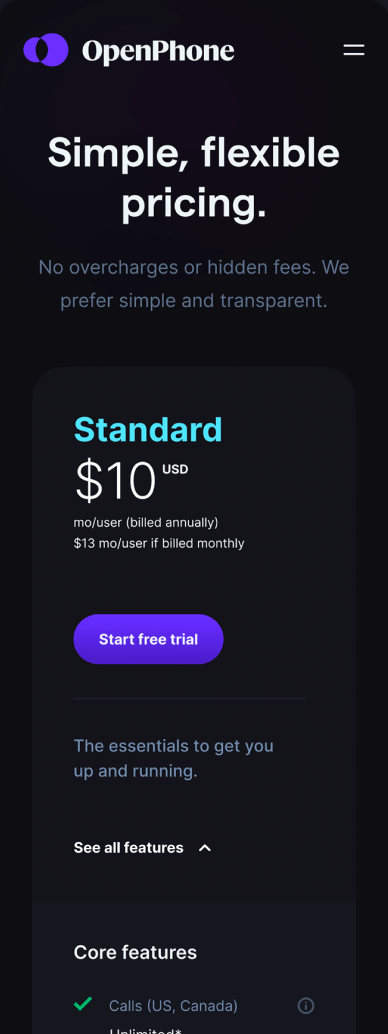 OpenPhone
Simple, flexible
pricing.
No overcharges or hidden fees. We
prefer simple and transparent.
Standard
$10 USD
mo/user (billed annually)
$13 mo/user if billed monthly
Start free trial
The essentials to get you
up and running.
See all features
Core features
Calls (US, Canada)
Unlimited*